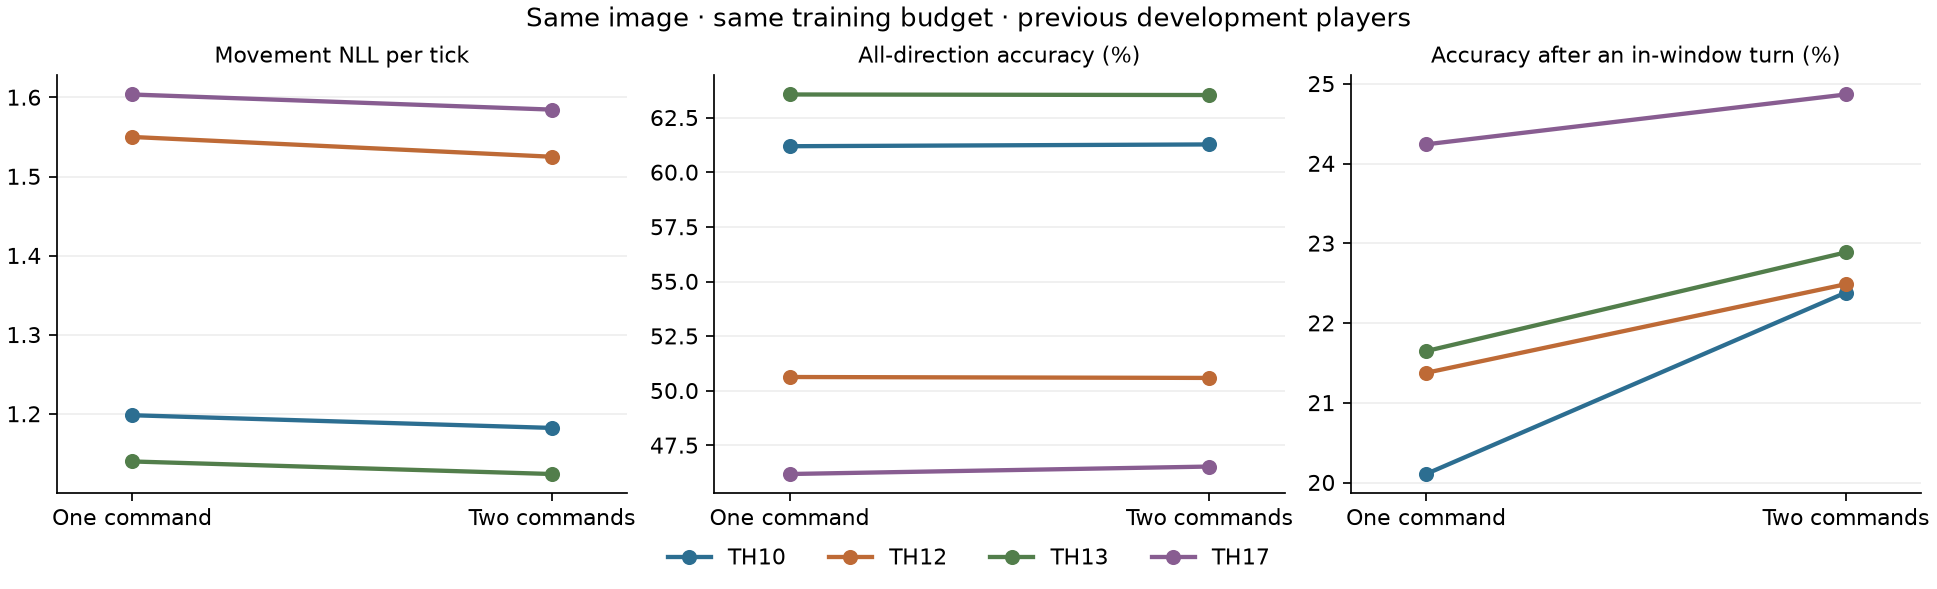 Same image · same training budget · previous development players
Movement NLL per tick
1.6
1.5
1.4
1.3
1.2
One command
Two commands
All-direction accuracy (%)
62.5
60.0
57.5
55.0
52.5
50.0
47.5
One command
Two commands
Accuracy after an in-window turn (%)
25
24
23
22
21
20
One command
Two commands
TH10
TH12
TH13
TH17